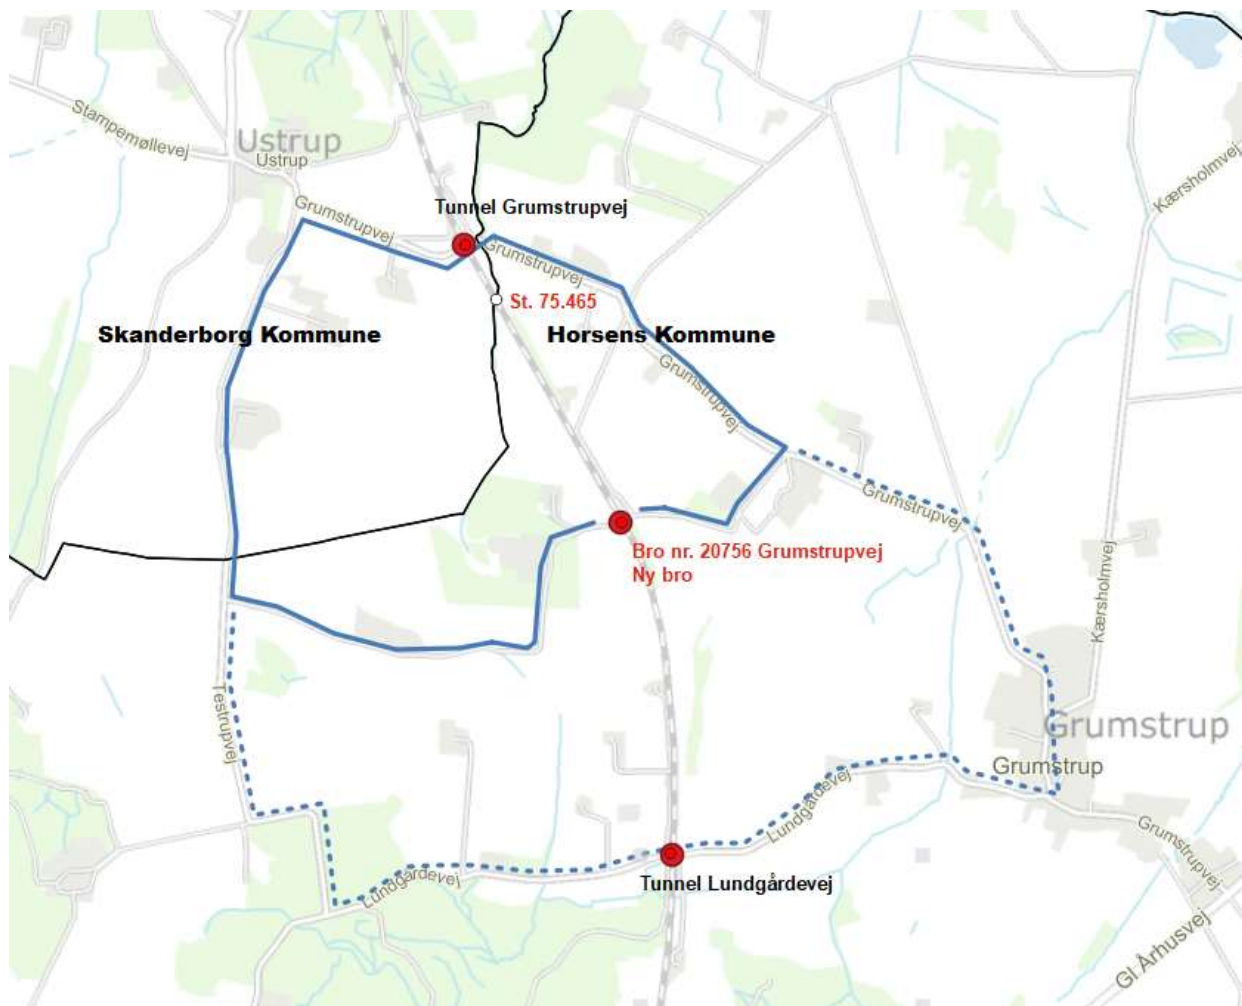 Stampemøllevej
Ustrup
Ustrup
Grumstrupvej
Tunnel Grumstrupvej
Grumstrupvej
Kærsholmvej
St. 75.465
Skanderborg Kommune
Horsens Kommune
Grumstrupvej
Grumstrupvej
Bro nr. 20756 Grumstrupvej
Ny bro
Kærsholmvej
Testrupvej
Grumstrup
Grumstrup
Lundgårdevej
Lundgårdevej
Tunnel Lundgårdevej
Grumstrupvej
Gl Århusvej